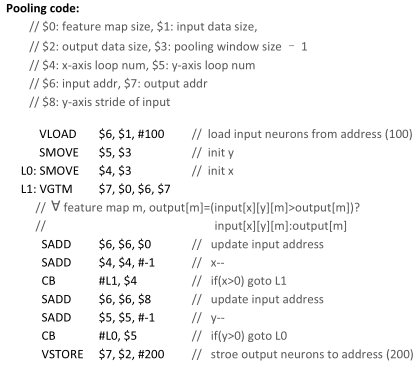 Pooling code:
// $0: feature map size, $1: input data size,
// $2: output data size, $3: pooling window size － 1
// $4: x-axis loop num, $5: y-axis loop num
// $6: input addr, $7: output addr
// $8: y-axis stride of input
VLOAD $6, $1, #100 // load input neurons from address (100)
SMOVE $5, $3 // init y
L0: SMOVE $4, $3 // init x
L1: VGTM $7, $0, $6, $7
// ∀ feature map m, output[m]=(input[x][y][m]>output[m])?
// input[x][y][m]:output[m]
SADD $6, $6, $0 // update input address
SADD $4, $4, #-1 // x--
CB #L1, $4 // if(x>0) goto L1
SADD $6, $6, $8 // update input address
SADD $5, $5, #-1 // y--
CB #L0, $5 // if(y>0) goto L0
VSTORE $7, $2, #200 // stroe output neurons to address (200)